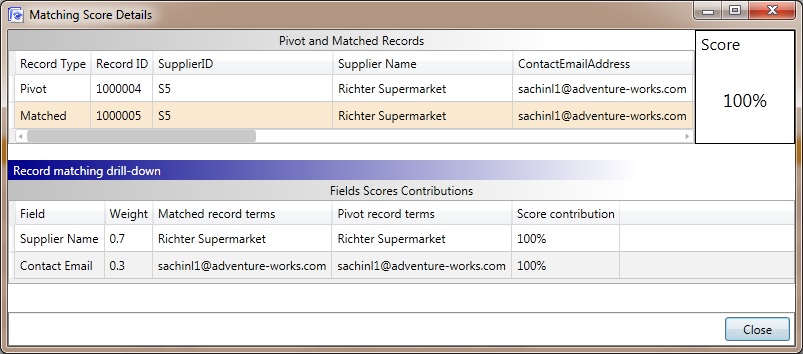 Matching Score Details
Pivot and Matched Records
Record Type Record ID SupplierID Supplier Name ContactEmailAddress
Pivot 1000004 S5 Richter Supermarket sachinl1@adventure-works.com
Matched 1000005 S5 Richter Supermarket sachinl1@adventure-works.com
Score
100%
Record matching drill-down
Fields Scores Contributions
Field Weight Matched record terms Pivot record terms Score contribution
Supplier Name 0.7 Richter Supermarket Richter Supermarket 100%
Contact Email 0.3 sachinl1@adventure-works.com sachinl1@adventure-works.com 100%
Close